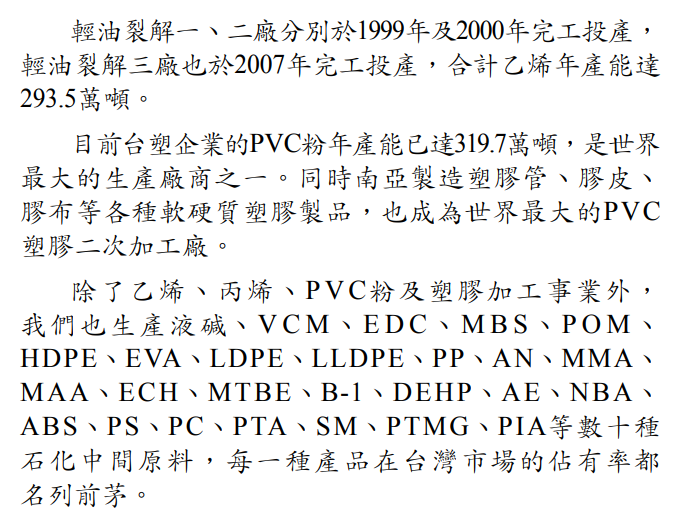 輕油裂解一、二廠分別於1999年及2000年完工投產，
輕油裂解三廠也於2007年完工投產，合計乙烯年產能達
293.5萬噸。
目前台塑企業的PVC粉年產能已達319.7萬噸，是世界
最大的生產廠商之一。同時南亞製造塑膠管、膠皮、
膠布等各種軟硬質塑膠製品，也成為世界最大的PVC
塑膠二次加工廠。
除了乙烯、丙烯、PVC粉及塑膠加工事業外，
我們也生產液碱、VCM、EDC、MBS、POM、
HDPE、EVA、LDPE、LLDPE、PP、AN、MMA、
MAA、ECH、MTBE、B-1、DEHP、AE、NBA、
ABS、PS、PC、PTA、SM、PTMG、PIA等數十種
石化中間原料，每一種產品在台灣市場的佔有率都
名列前茅。